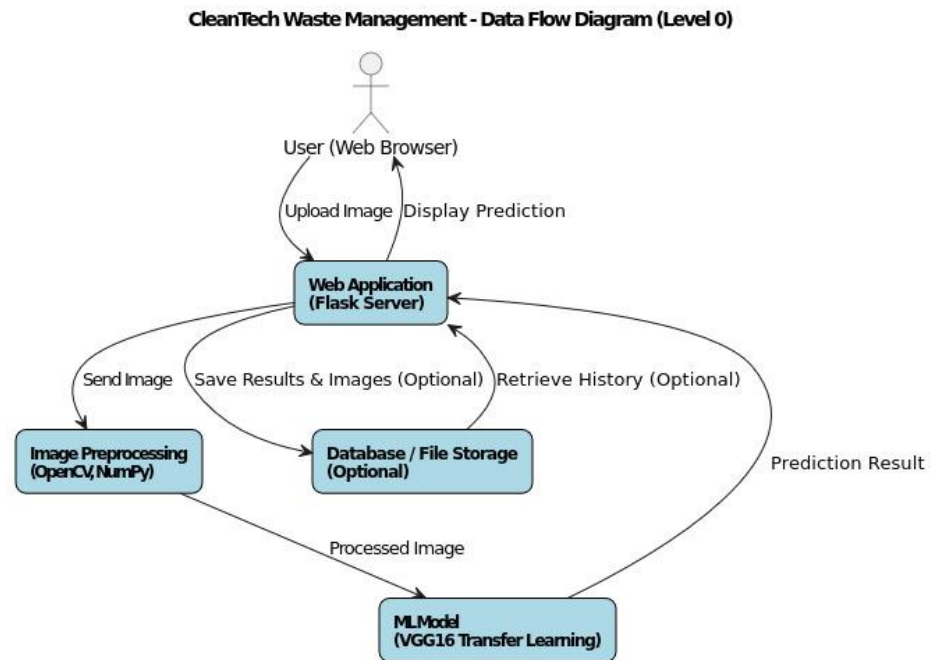 CleanTech Waste Management - Data Flow Diagram (Level 0)
User (Web Browser)
Upload Image
Display Prediction
Web Application
(Flask Server)
Send Image
Save Results & Images (Optional)
Retrieve History (Optional)
Image Preprocessing
(OpenCV, NumPy)
Database / File Storage
(Optional)
Prediction Result
Processed Image
ML Model
(VGG16 Transfer Learning)